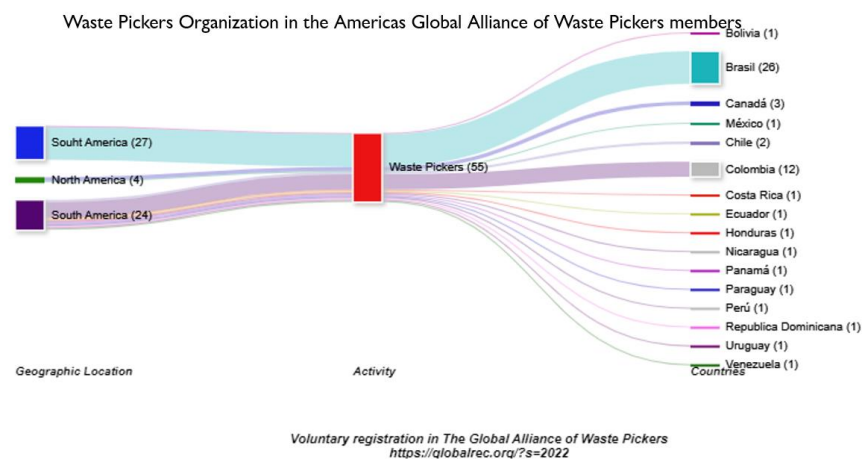 Waste Pickers Organization in the Americas Global Alliance of Waste Pickers members
Bolivia (1)
Brasil (26)
Souht America (27)
North America (4)
South America (24)
Waste Pickers (55)
Canadá (3)
México (1)
Chile (2)
Colombia (12)
Costa Rica (1)
Ecuador (1)
Honduras (1)
Nicaragua (1)
Panamá (1)
Paraguay (1)
Perú (1)
Republica Dominicana (1)
Uruguay (1)
Venezuela (1)
Geographic Location
Activity
Countries
Voluntary registration in The Global Alliance of Waste Pickers
https://globalrec.org/?s=2022